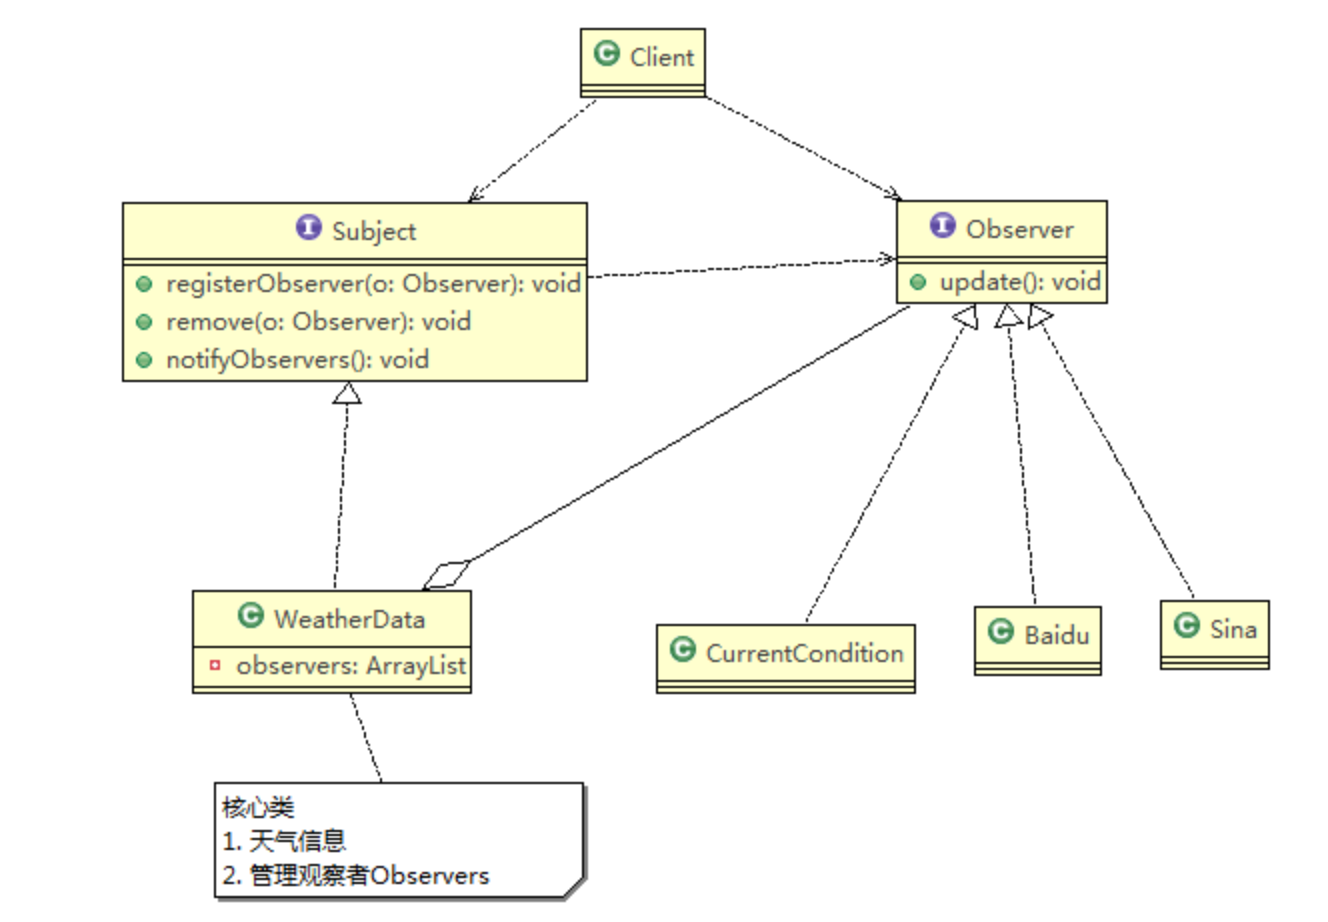 Client
Subject
registerObserver(o: Observer): void
remove(o: Observer): void
notifyObservers(): void
Observer
update(): void
WeatherData
observers: ArrayList
CurrentCondition
Baidu
Sina
核心类
1. 天气信息
2. 管理观察者Observers